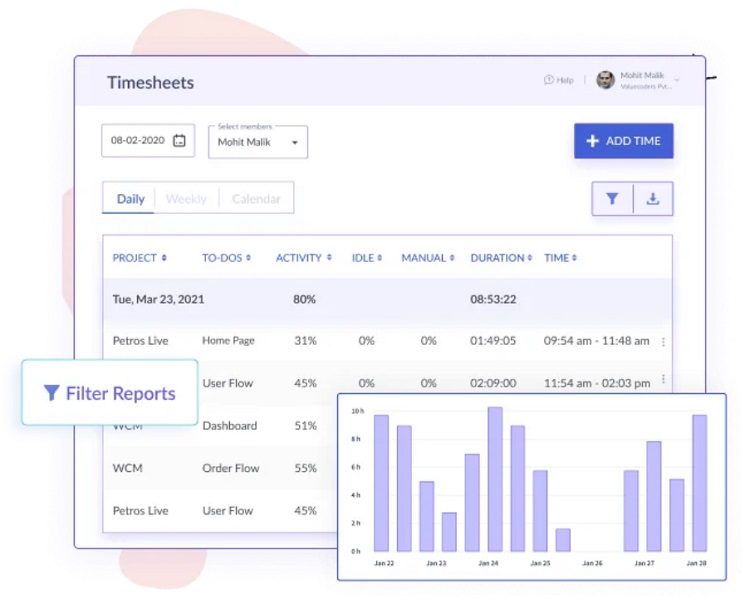 Timesheets
Help
Mohit Malik
Valuecoders Pvt...
08-02-2020
Select members
Mohit Malik
ADD TIME
Daily Weekly Calendar
PROJECT TO-DOS ACTIVITY IDLE MANUAL DURATION TIME
Tue, Mar 23, 2021 80% 08:53:22
Petros Live Home Page 31% 0% 0% 01:49:05 09:54 am - 11:48 am
User Flow 45% 0% 0% 02:09:00 11:54 am - 02:03 pm
Filter Reports
WCM Dashboard 51%
WCM Order Flow 55%
Petros Live User Flow 45%
10 h
8 h
6 h
4 h
2 h
0 h
Jan 22 Jan 23 Jan 24 Jan 25 Jan 26 Jan 27 Jan 28